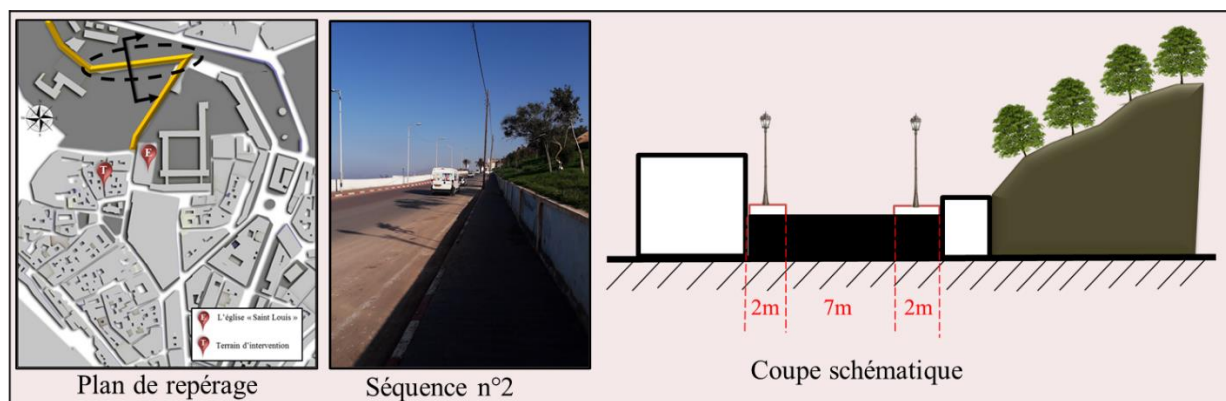 E
T
E L'église « Saint Louis »
T Terrain d'intervention
2m 7m 2m
Plan de repérage
Séquence n°2
Coupe schématique